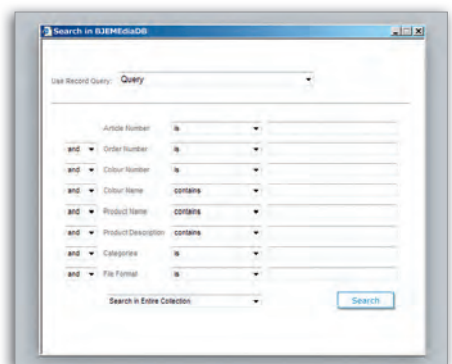 Search in BJEMEdiaDB
Use Record Query: Query
Article Number is
and Order Number is
and Colour Number is
and Colour Name contains
and Product Name contains
and Product Description contains
and Categories is
and File Format is
Search in Entire Collection Search